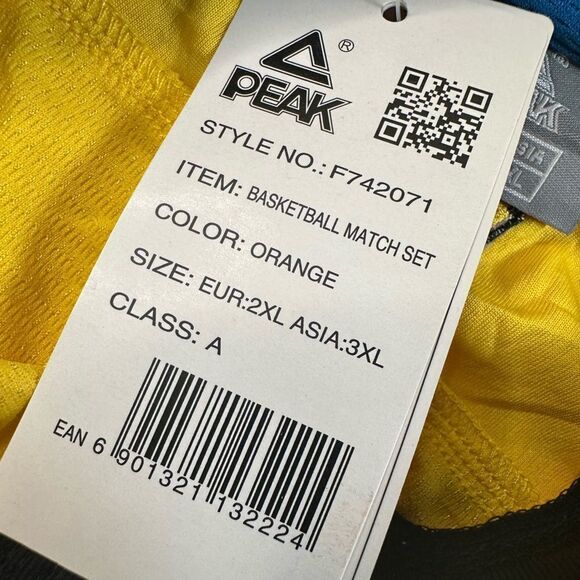 PEAK®
STYLE NO.: F742071
ITEM: BASKETBALL MATCH SET
COLOR: ORANGE
SIZE: EUR:2XL ASIA:3XL
CLASS: A
EAN 6 901321 132224
PEAK